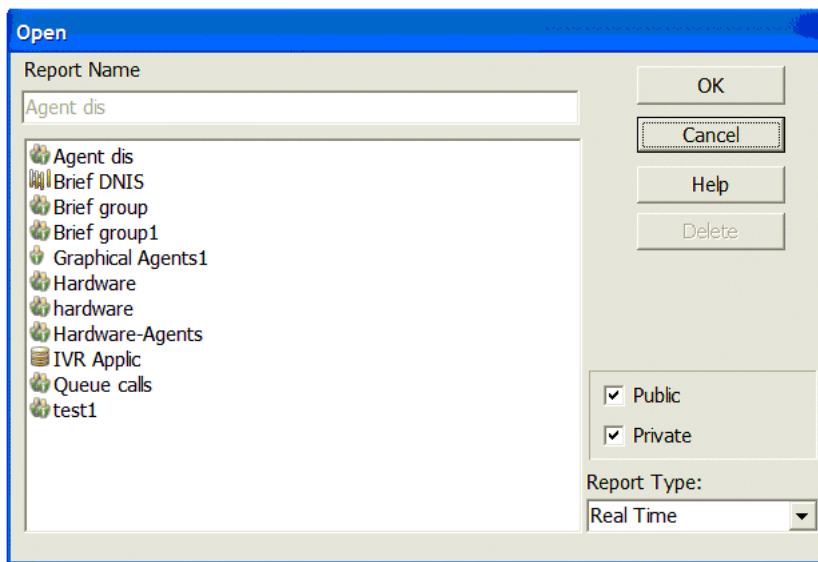 Open
Report Name
Agent dis
Agent dis
Brief DNIS
Brief group
Brief group1
Graphical Agents1
Hardware
hardware
Hardware-Agents
IVR Applic
Queue calls
test1
OK
Cancel
Help
Delete
Public
Private
Report Type:
Real Time